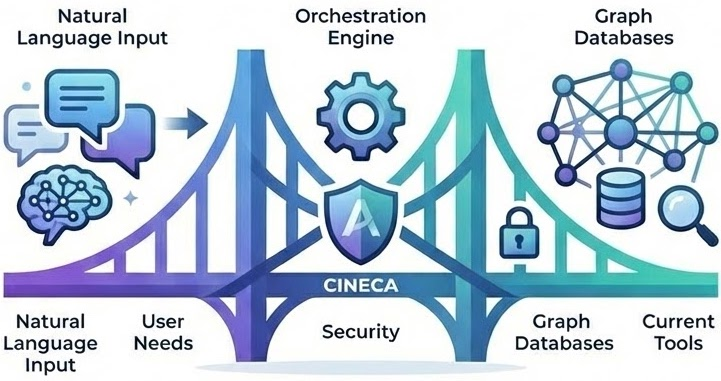 Natural
Language Input
Orchestration
Engine
Graph
Databases
A
CINECA
Natural
Language
Input
User
Needs
Security
Graph
Databases
Current
Tools